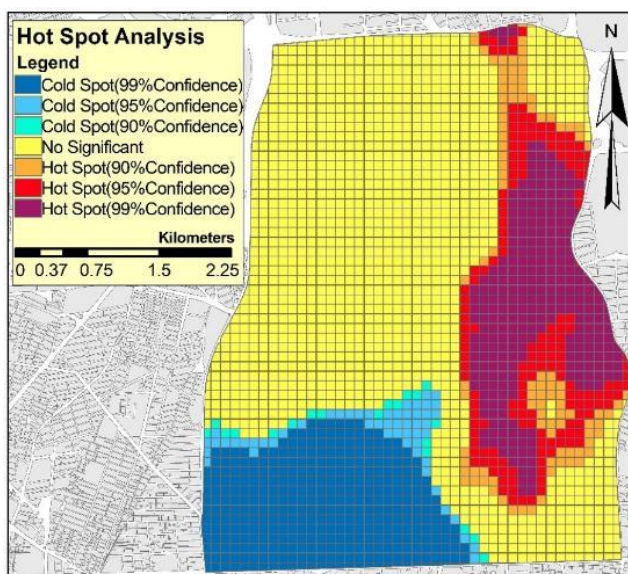 Hot Spot Analysis
Legend
Cold Spot(99%Confidence)
Cold Spot(95%Confidence)
Cold Spot(90%Confidence)
No Significant
Hot Spot(90%Confidence)
Hot Spot(95%Confidence)
Hot Spot(99%Confidence)
Kilometers
0 0.37 0.75 1.5 2.25
N